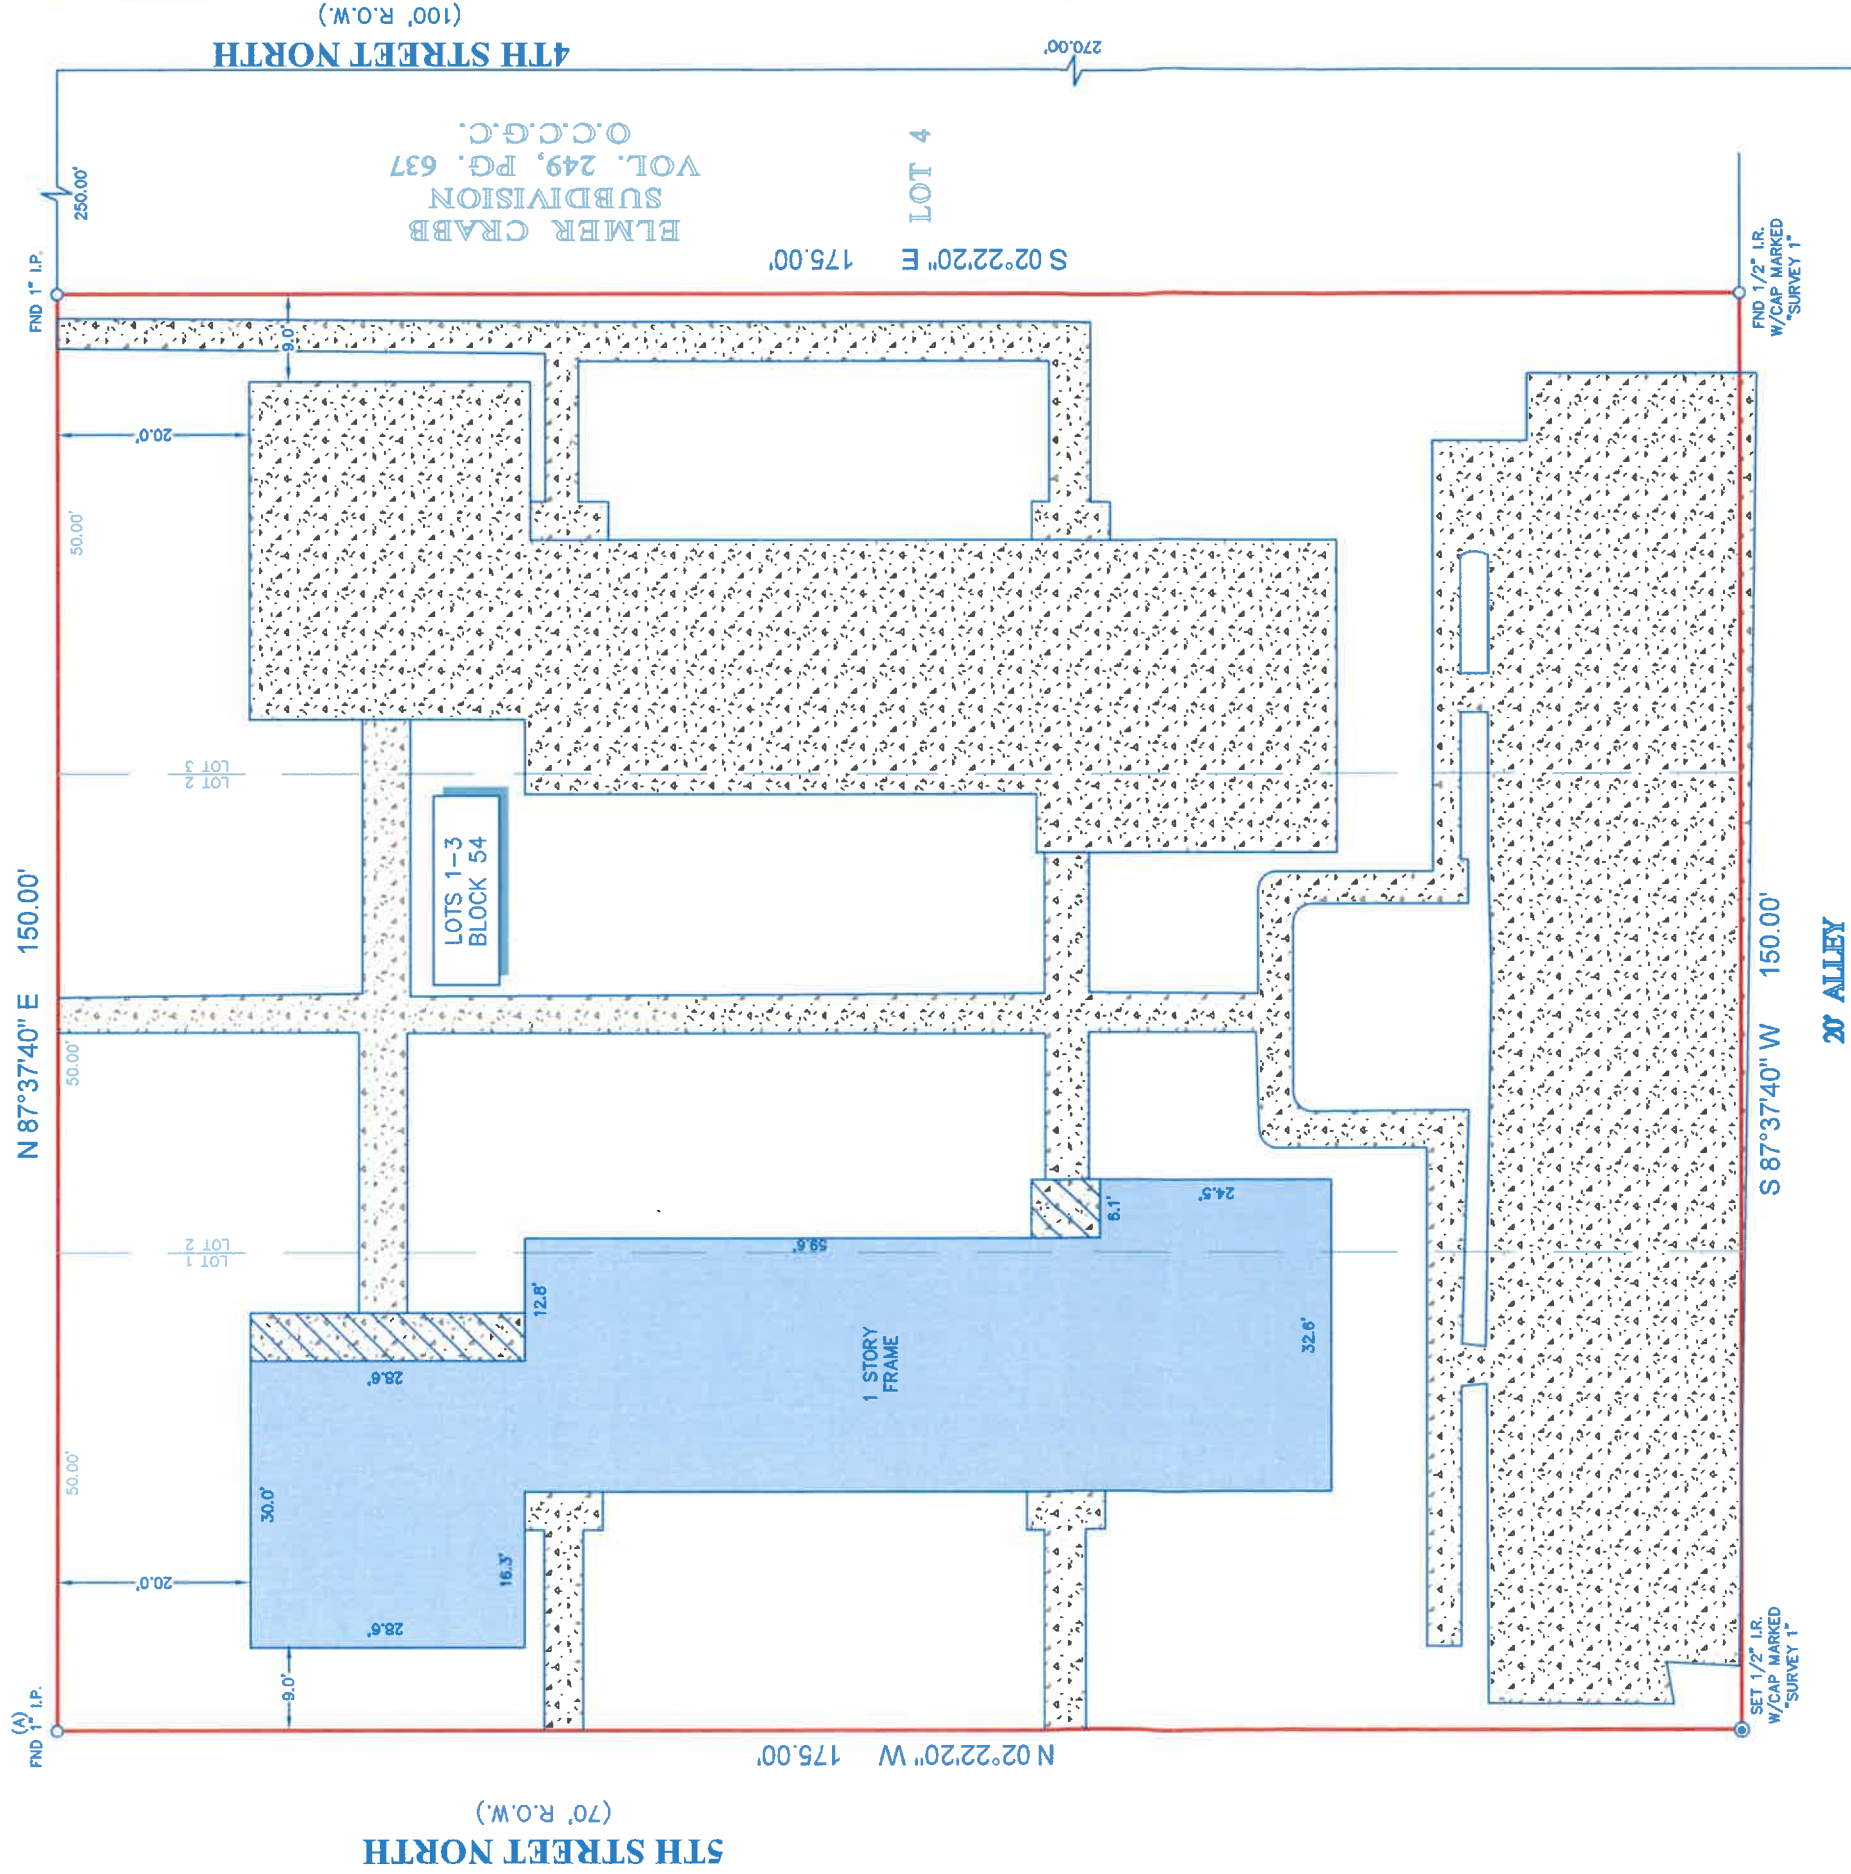 4TH STREET NORTH
(100' R.O.W.)
270.00'
250.00'
ELMER CRABB
SUBDIVISION
VOL. 249, PG. 637
O.C.C.G.C.
LOT 4
S 02°22'20" E 175.00'
FND 1" I.P.
FND 1/2" I.R.
W/CAP MARKED
"SURVEY 1"
9.0'
20.0'
50.00'
LOT 2
LOT 3
LOTS 1-3
BLOCK 54
N 87°37'40" E 150.00'
50.00'
S 87°37'40" W 150.00'
20' ALLEY
LOT 1
LOT 2
12.8'
59.6'
6.1'
24.5'
28.6'
1 STORY
FRAME
32.6'
50.00'
30.0'
16.3'
20.0'
28.6'
9.0'
(A)
FND 1" I.P.
SET 1/2" I.R.
W/CAP MARKED
"SURVEY 1"
N 02°22'20" W 175.00'
5TH STREET NORTH
(70' R.O.W.)